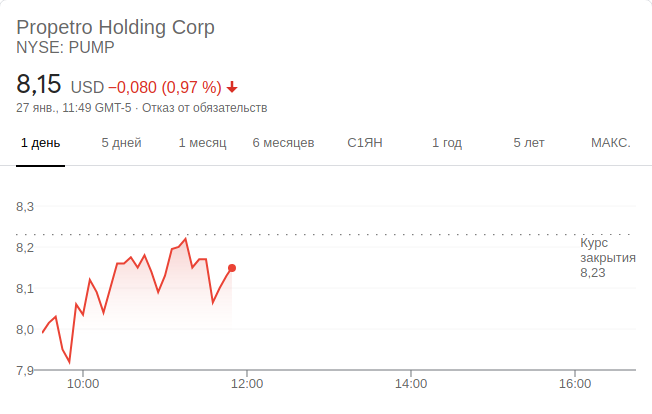 Propetro Holding Corp
NYSE: PUMP
8,15 USD −0,080 (0,97 %)
27 янв., 11:49 GMT-5 · Отказ от обязательств
1 день 5 дней 1 месяц 6 месяцев С1ЯН 1 год 5 лет МАКС.
8,3
8,2
8,1
8,0
7,9
Курс
закрытия
8,23
10:00 12:00 14:00 16:00